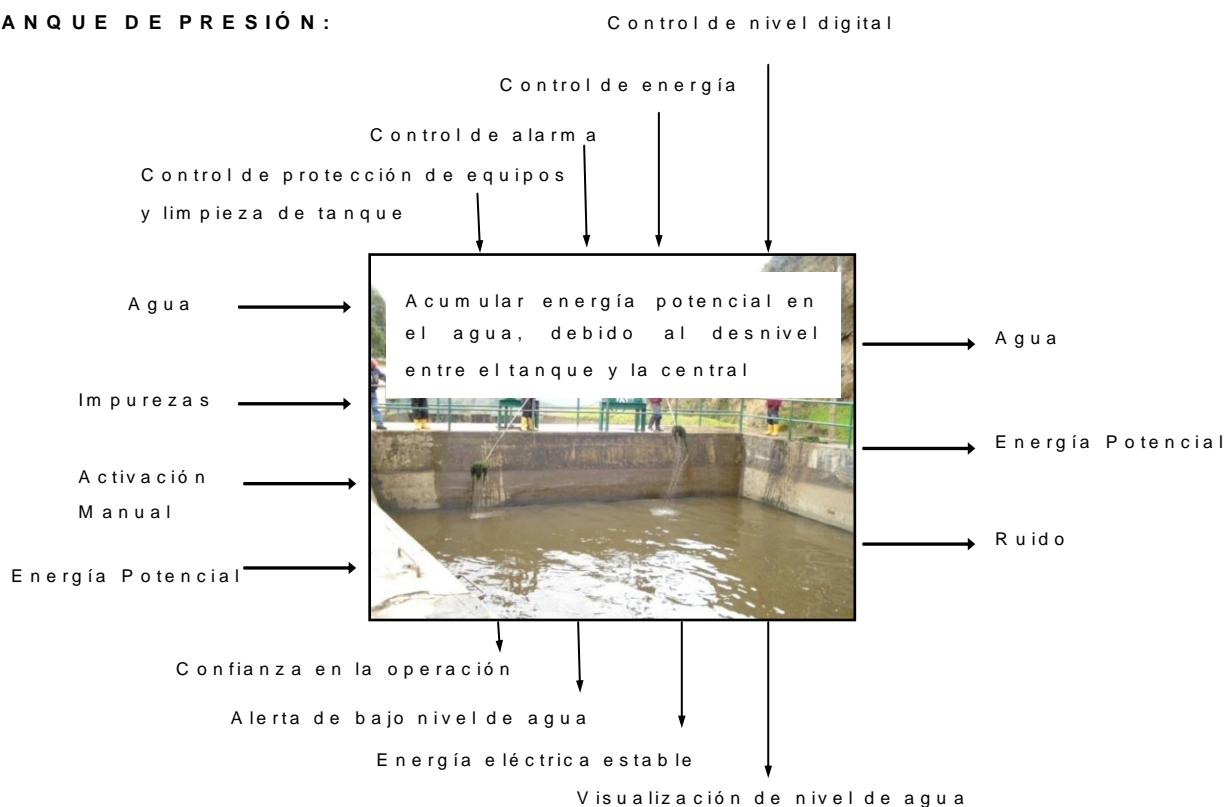 ANQUE DE PRESIÓN:
Control de nivel digital
Control de energía
Control de alarma
Control de protección de equipos
y limpieza de tanque
Agua
Impurezas
Activación
Manual
Energía Potencial
Acumular energía potencial en
el agua, debido al desnivel
entre el tanque y la central
Agua
Energía Potencial
Ruido
Confianza en la operación
Alerta de bajo nivel de agua
Energía eléctrica estable
Visualización de nivel de agua